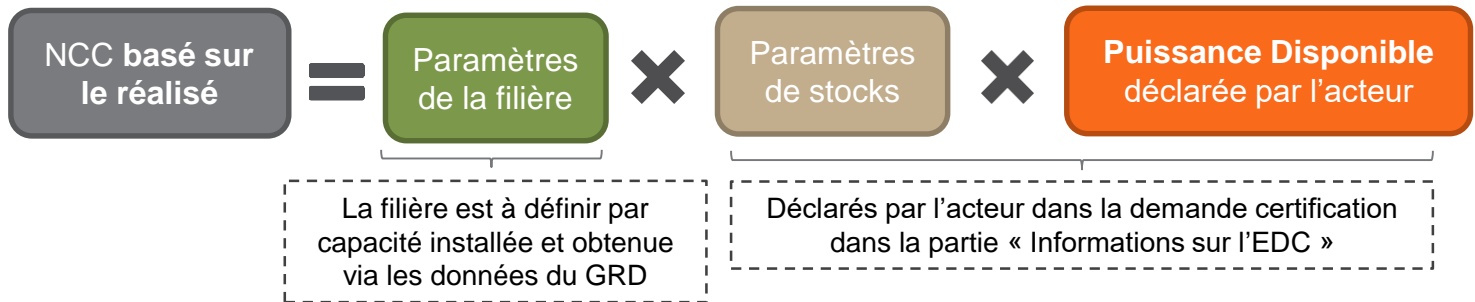 NCC basé sur
le réalisé
=
Paramètres
de la filière
×
Paramètres
de stocks
×
Puissance Disponible
déclarée par l’acteur
La filière est à définir par
capacité installée et obtenue
via les données du GRD
Déclarés par l’acteur dans la demande certification
dans la partie « Informations sur l’EDC »